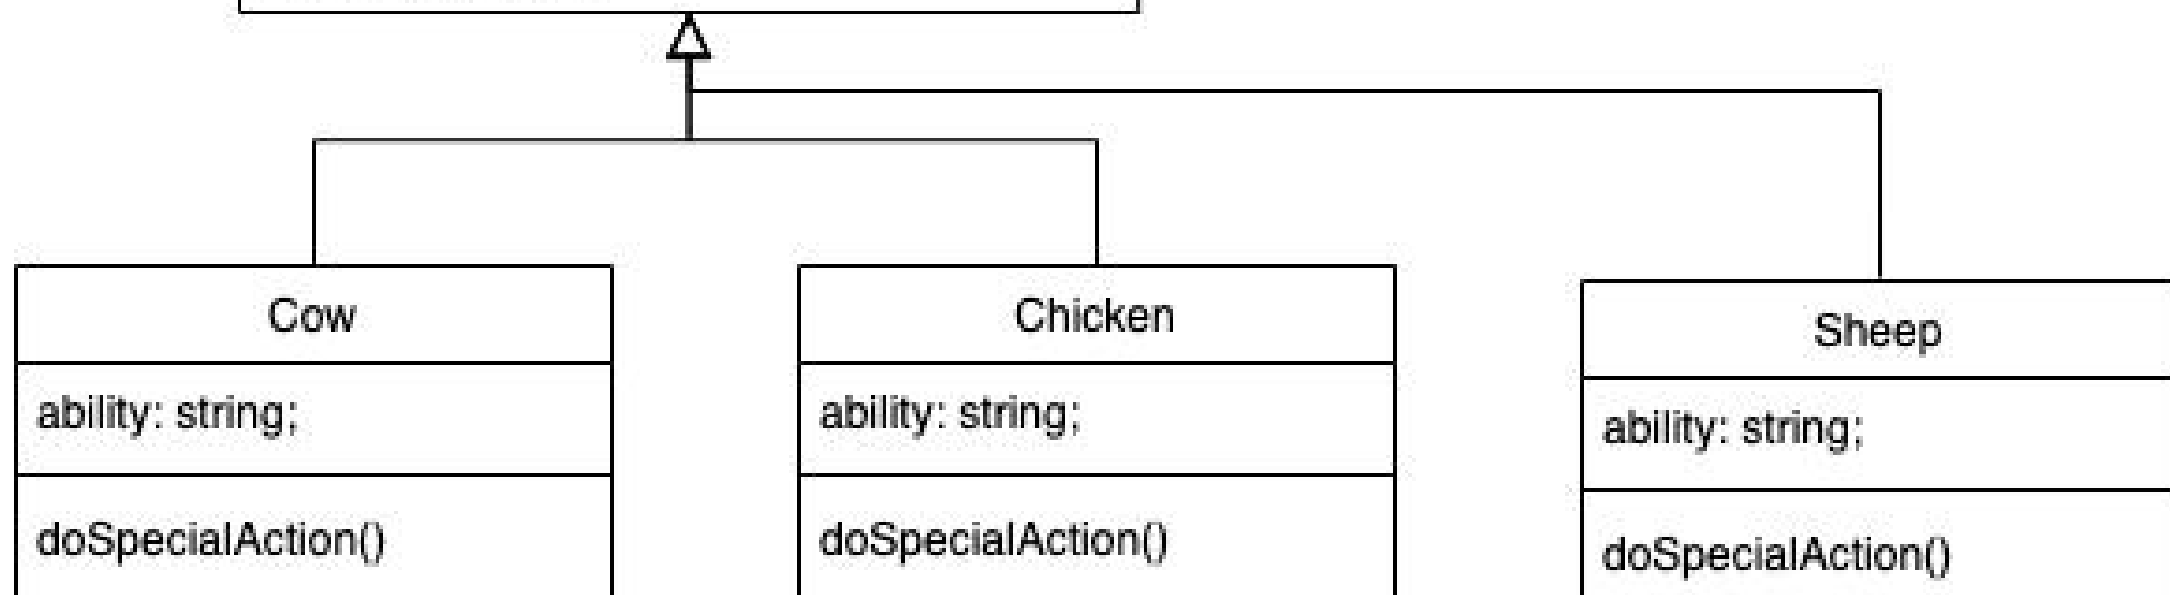 Cow
ability: string;
doSpecialAction()
Chicken
ability: string;
doSpecialAction()
Sheep
ability: string;
doSpecialAction()